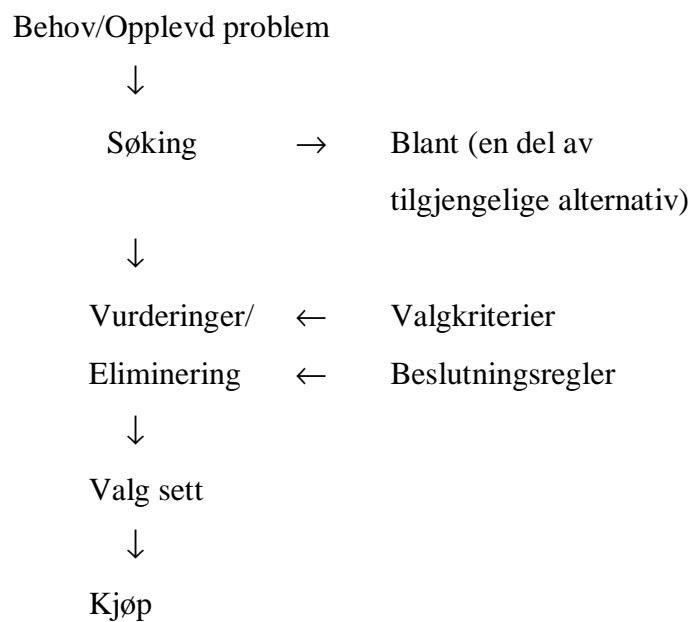 Behov/Opplevd problem
↓
Søking → Blant (en del av
tilgjengelige alternativ)
↓
Vurderinger/ ← Valgkriterier
Eliminering ← Beslutningsregler
↓
Valg sett
↓
Kjøp